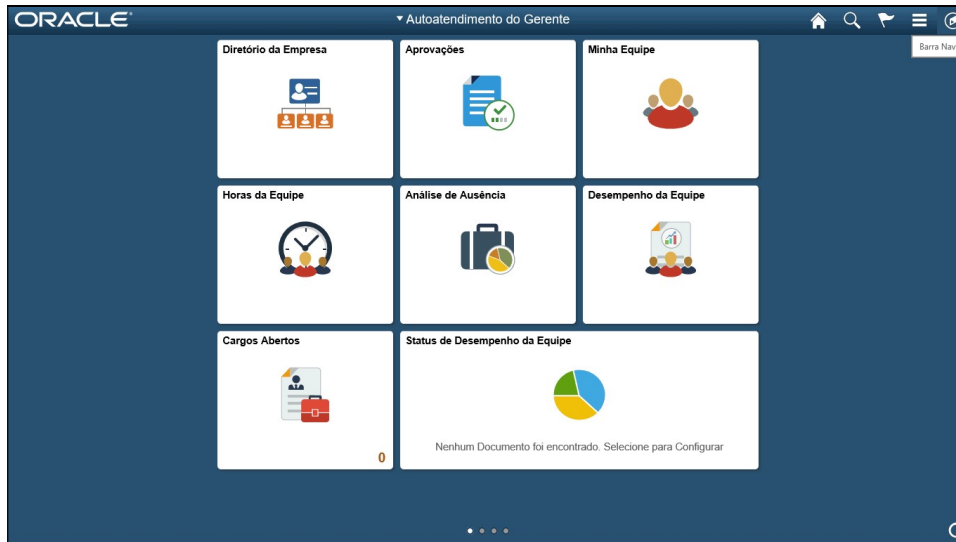 ORACLE
Autoatendimento do Gerente
Barra Nav
Diretório da Empresa
Aprovações
Minha Equipe
Horas da Equipe
Análise de Ausência
Desempenho da Equipe
Cargos Abertos
0
Status de Desempenho da Equipe
Nenhum Documento foi encontrado. Selecione para Configurar